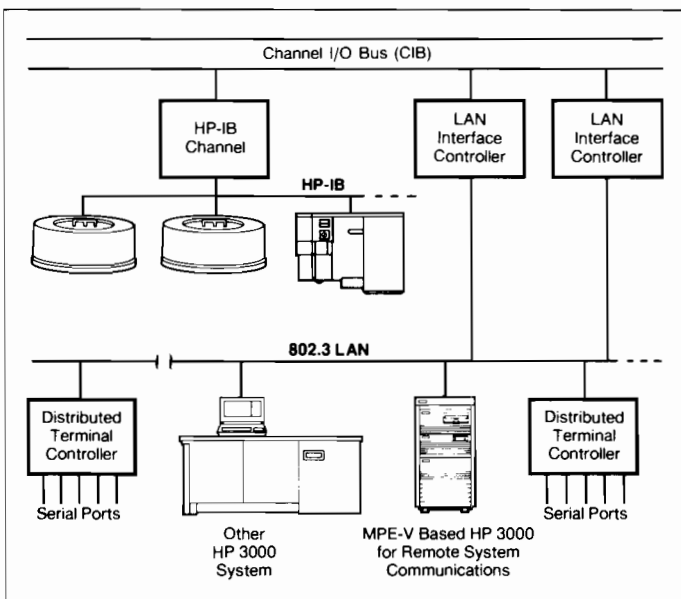 Channel I/O Bus (CIB)
HP-IB
Channel
LAN
Interface
Controller
LAN
Interface
Controller
HP-IB
802.3 LAN
Distributed
Terminal
Controller
Serial Ports
Other
HP 3000
System
MPE-V Based HP 3000
for Remote System
Communications
Distributed
Terminal
Controller
Serial Ports